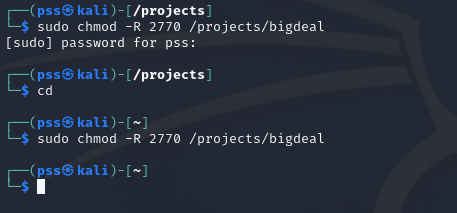 ┌──(pss㉿kali)-[/projects]
└─$ sudo chmod -R 2770 /projects/bigdeal
[sudo] password for pss:
┌──(pss㉿kali)-[/projects]
└─$ cd
┌──(pss㉿kali)-[~]
└─$ sudo chmod -R 2770 /projects/bigdeal
┌──(pss㉿kali)-[~]
└─$